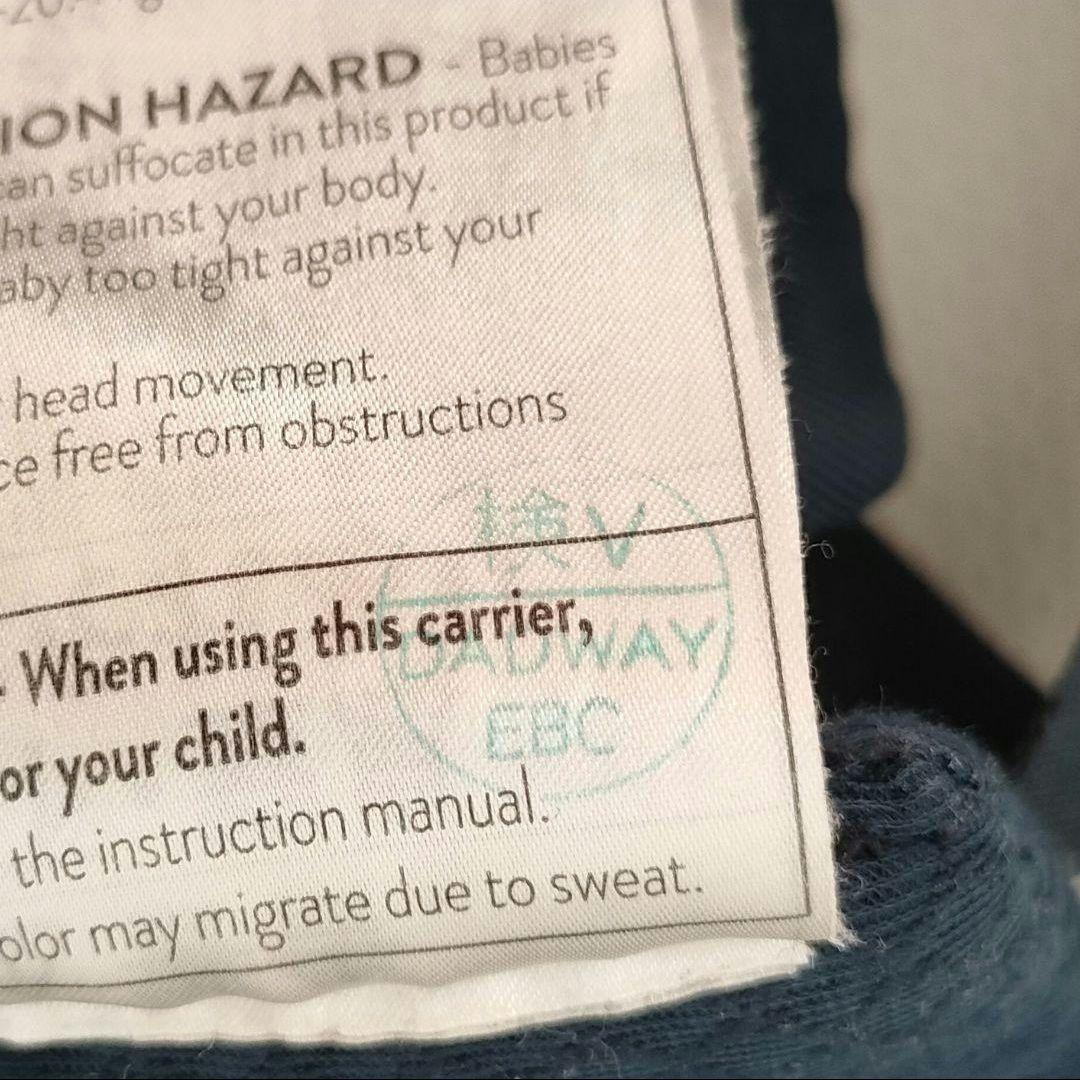 ION HAZARD - Babies
can suffocate in this product if
ht against your body.
aby too tight against your
head movement.
ce free from obstructions
検 V
. When using this carrier,
DADWAY
or your child.
EBC
the instruction manual.
olor may migrate due to sweat.